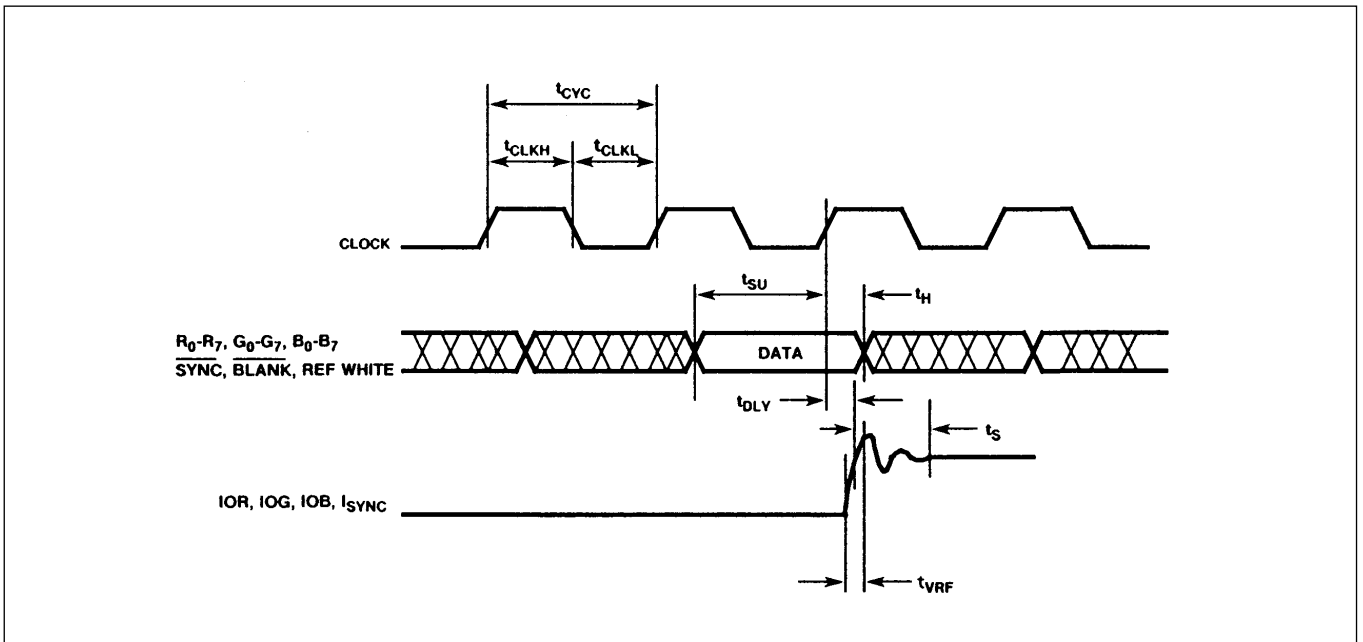 tCYC
tCLKH
tCLKL
CLOCK
tSU
tH
R0-R7, G0-G7, B0-B7
SYNC, BLANK, REF WHITE
DATA
tDLY
tS
IOR, IOG, IOB, ISYNC
tVRF